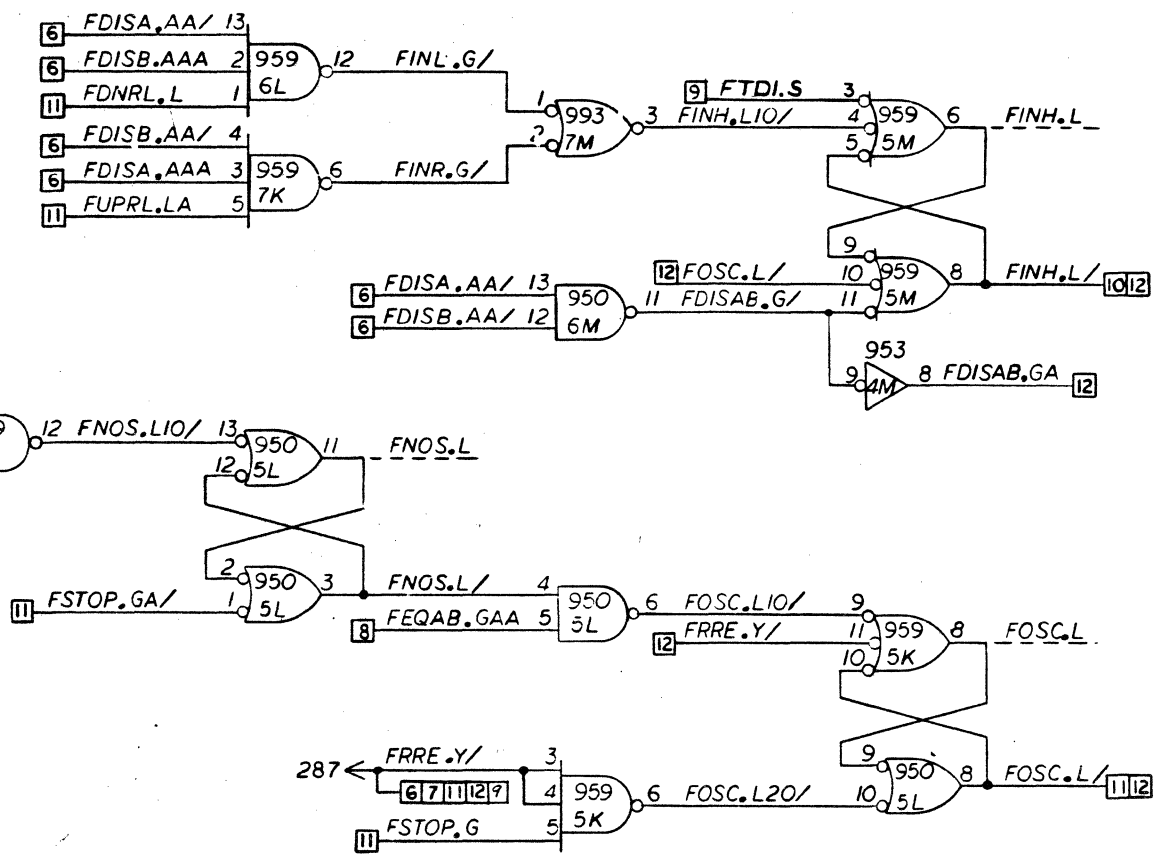 6 FDISA.AA/ 13
6 FDISB.AAA 2 959 12 FINL.G/
11 FDNRL.L 1 6L
9 FTDI.S 3
1 993 3 FINH.L10/ 4 959 6 FINH.L
2 7M 5 5M
6 FDISB.AA/ 4
6 FDISA.AAA 3 959 6 FINR.G/
11 FUPRL.LA 5 7K
9
12 FOSC.L/ 10 959 8 FINH.L/ 10 12
6 FDISA.AA/ 13 950 11 FDISAB.G/ 11 5M
6 FDISB.AA/ 12 6M
953
9 4M 8 FDISAB.GA 12
12 FNOS.L10/ 13 950 11 FNOS.L
12 5L
2 950 3 FNOS.L/ 4 950 6 FOSC.L10/ 9
11 FSTOP.GA/ 1 5L
8 FEQAB.GAA 5 5L
12 FRRE.Y/ 11 959 8 FOSC.L
10 5K
287 FRRE.Y/ 3
6 7 11 12 9
4 959 6 FOSC.L20/ 10
11 FSTOP.G 5 5K
9 950 8 FOSC.L/ 11 12
5L